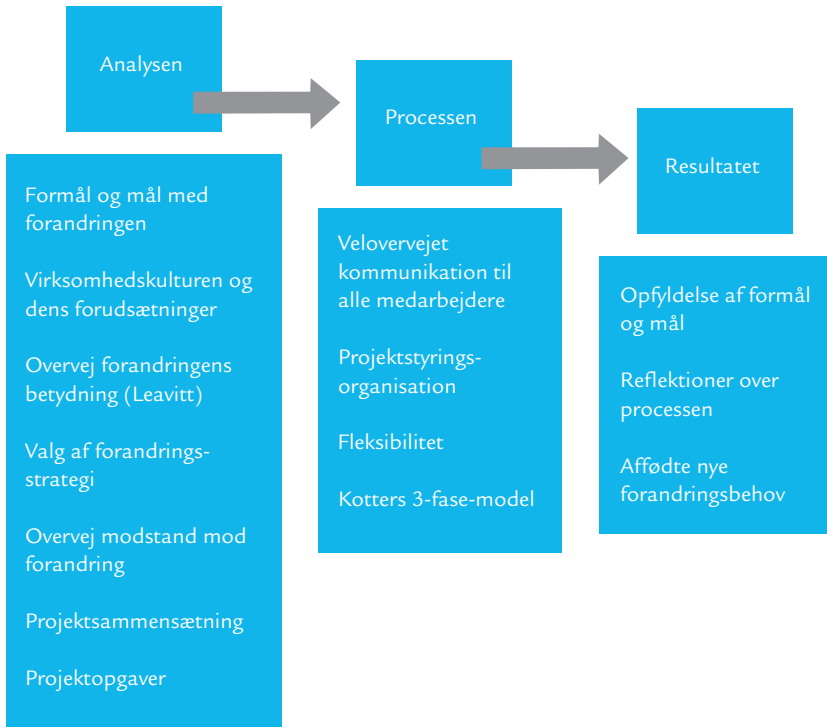 Analysen
Formål og mål med
forandringen
Virksomhedskulturen og
dens forudsætninger
Overvej forandringens
betydning (Leavitt)
Valg af forandrings-
strategi
Overvej modstand mod
forandring
Projektsammensætning
Projektopgaver
Processen
Velovervejet
kommunikation til
alle medarbejdere
Projektstyrings-
organisation
Fleksibilitet
Kotters 3-fase-model
Resultatet
Opfyldelse af formål
og mål
Reflektioner over
processen
Affødte nye
forandringsbehov